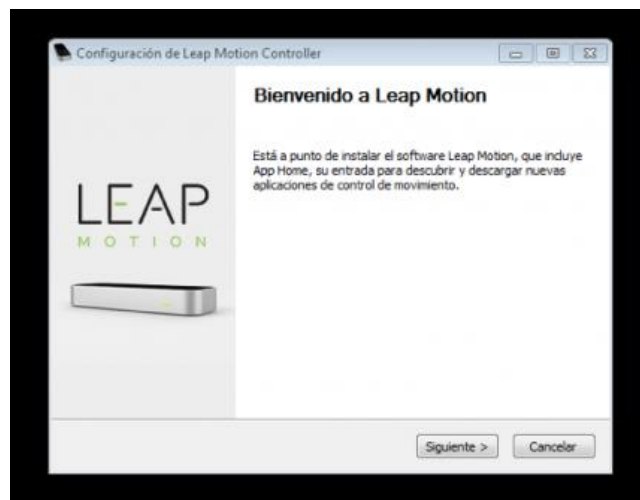 Configuración de Leap Motion Controller
Bienvenido a Leap Motion
Está a punto de instalar el software Leap Motion, que incluye
App Home, su entrada para descubrir y descargar nuevas
aplicaciones de control de movimiento.
LEAP
MOTION
Siguiente >
Cancelar